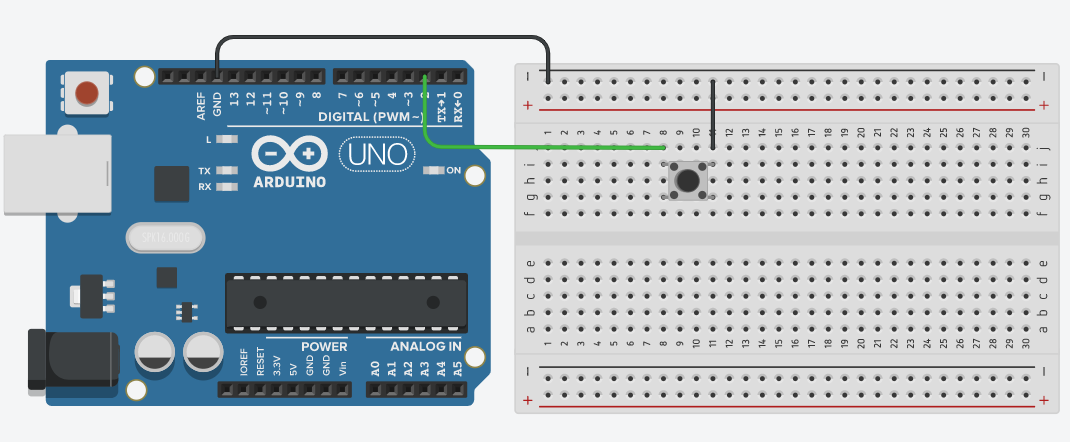 AREF
GND
13
12
~11
~10
~9
8
7
~6
~5
4
~3
2
TX→1
RX←0
DIGITAL (PWM~)
L
TX
RX
UNO
ARDUINO
ON
SPK16.000G
POWER
ANALOG IN
IOREF
RESET
3.3V
5V
GND
GND
Vin
A0
A1
A2
A3
A4
A5
− −
+ +
1 2 3 4 5 6 7 8 9 10 11 12 13 14 15 16 17 18 19 20 21 22 23 24 25 26 27 28 29 30
j
i i
h h
g g
f f
e e
d d
c c
b b
a a
1 2 3 4 5 6 7 8 9 10 11 12 13 14 15 16 17 18 19 20 21 22 23 24 25 26 27 28 29 30
− −
+ +